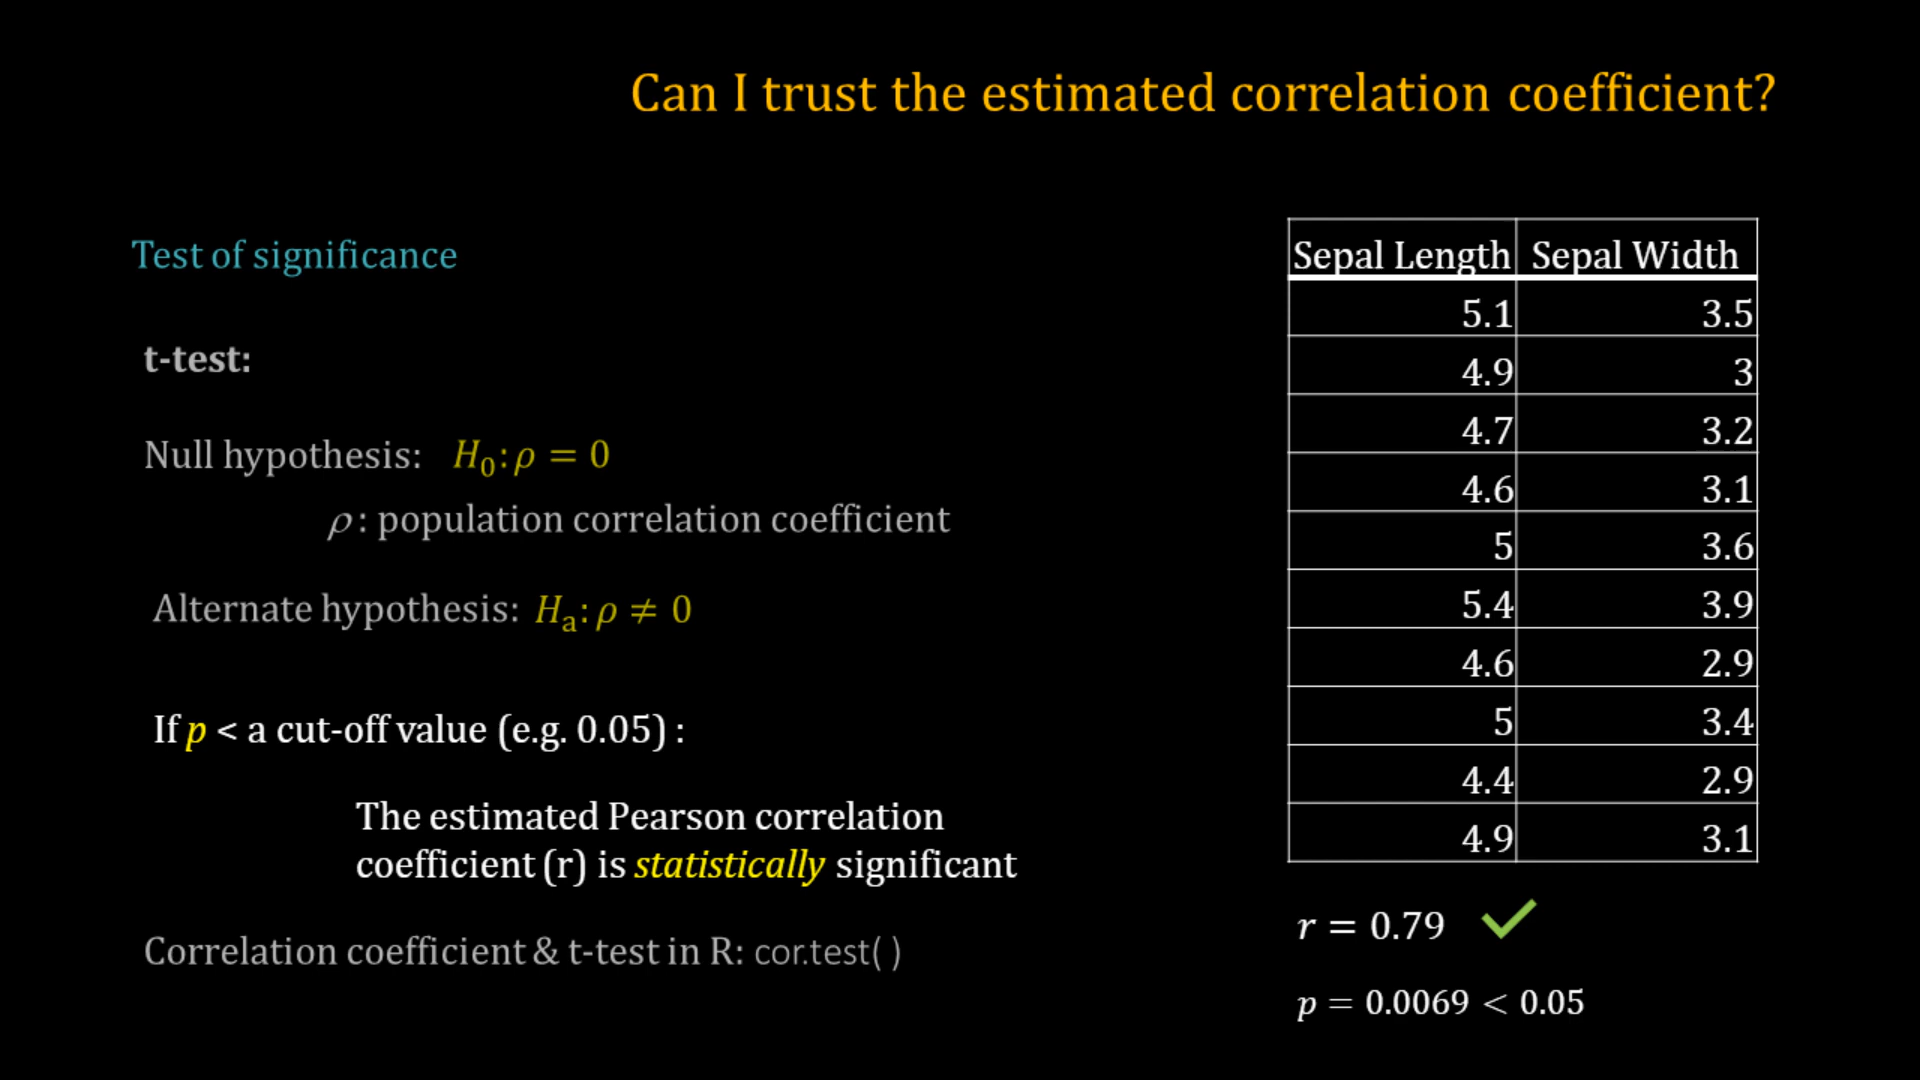 Can I trust the estimated correlation coefficient?
Test of significance
t-test:
Null hypothesis: H₀: ρ = 0
ρ : population correlation coefficient
Alternate hypothesis: Hₐ: ρ ≠ 0
If p < a cut-off value (e.g. 0.05) :
The estimated Pearson correlation
coefficient (r) is statistically significant
Correlation coefficient & t-test in R: cor.test( )
Sepal Length Sepal Width
5.1 3.5
4.9 3
4.7 3.2
4.6 3.1
5 3.6
5.4 3.9
4.6 2.9
5 3.4
4.4 2.9
4.9 3.1
r = 0.79
p = 0.0069 < 0.05